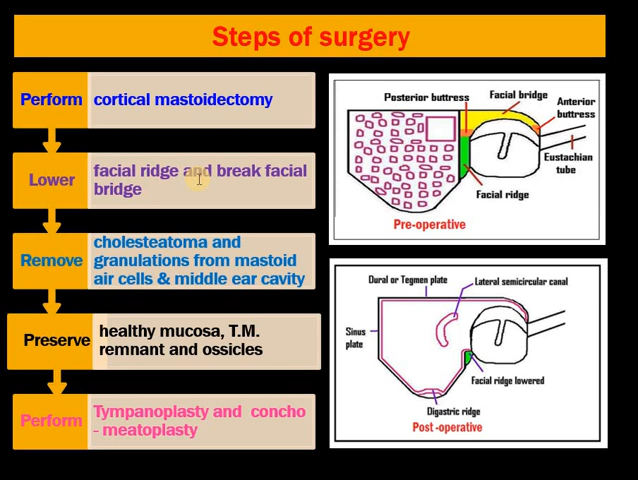 Steps of surgery
Perform
cortical mastoidectomy
Lower
facial ridge and break facial
bridge
Remove
cholesteatoma and
granulations from mastoid
air cells & middle ear cavity
Preserve
healthy mucosa, T.M.
remnant and ossicles
Perform
Tympanoplasty and concho
- meatoplasty
Posterior buttress
Facial bridge
Anterior
buttress
Eustachian
tube
Facial ridge
Pre-operative
Dural or Tegmen plate
Lateral semicircular canal
Sinus
plate
Facial ridge lowered
Digastric ridge
Post -operative